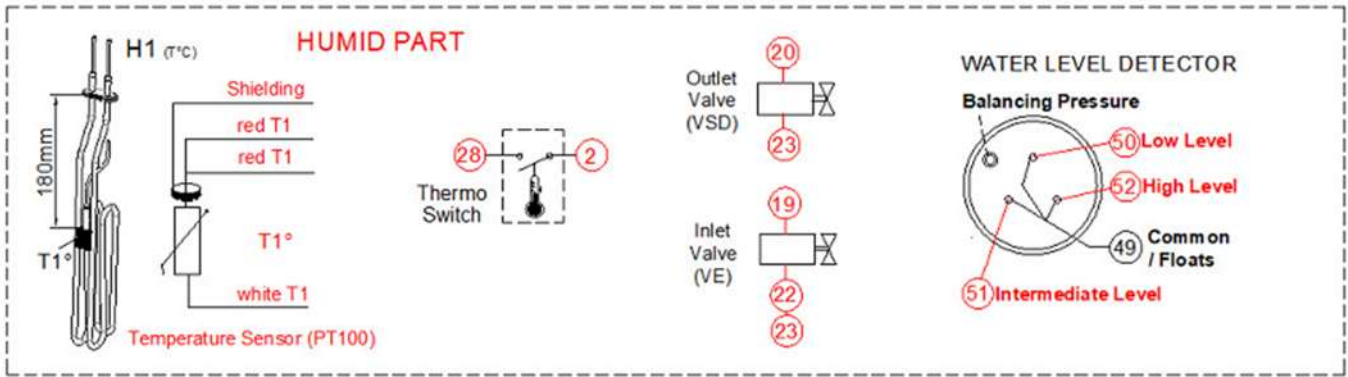 HUMID PART
H1 (T°C)
180mm
T1°
Shielding
red T1
red T1
T1°
white T1
Temperature Sensor (PT100)
28
2
Thermo
Switch
20
Outlet
Valve
(VSD)
23
19
Inlet
Valve
(VE)
22
23
WATER LEVEL DETECTOR
Balancing Pressure
50 Low Level
52 High Level
49 Common
/ Floats
51 Intermediate Level